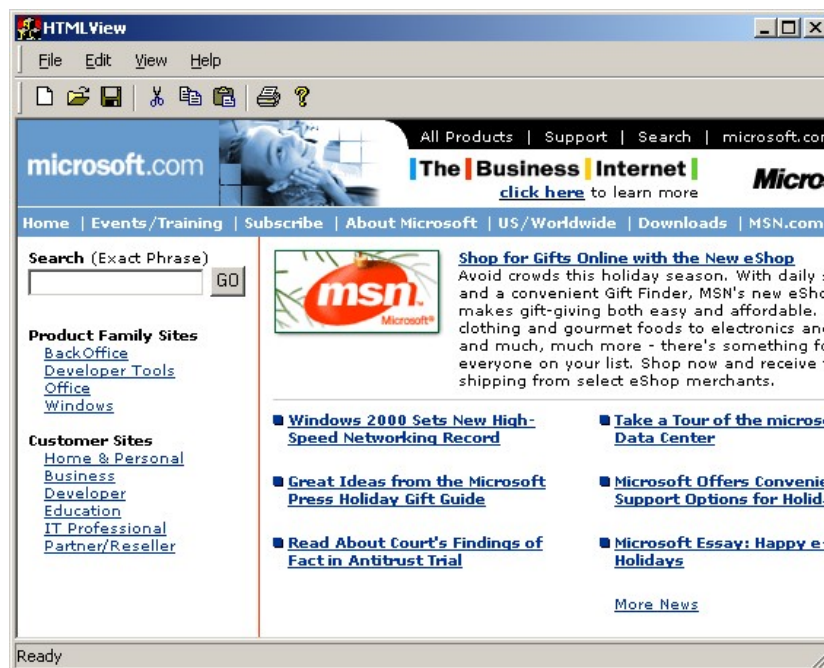 HTMLView
File Edit View Help
All Products | Support | Search | microsoft.com
microsoft.com
The Business Internet
click here to learn more
Home | Events/Training | Subscribe | About Microsoft | US/Worldwide | Downloads | MSN.com
Search (Exact Phrase)
GO
Product Family Sites
BackOffice
Developer Tools
Office
Windows
Customer Sites
Home & Personal
Business
Developer
Education
IT Professional
Partner/Reseller
msn
Microsoft®
Shop for Gifts Online with the New eShop
Avoid crowds this holiday season. With daily
and a convenient Gift Finder, MSN's new
makes gift-giving both easy and affordable.
clothing and gourmet foods to electronics
and much, much more - there's something
everyone on your list. Shop now and receive
shipping from select eShop merchants.
Windows 2000 Sets New High-
Speed Networking Record
Take a Tour of the
Data Center
Great Ideas from the Microsoft
Press Holiday Gift Guide
Microsoft Offers
Support Options for
Read About Court's Findings of
Fact in Antitrust Trial
Microsoft Essay: Happy e-
Holidays
More News
Ready